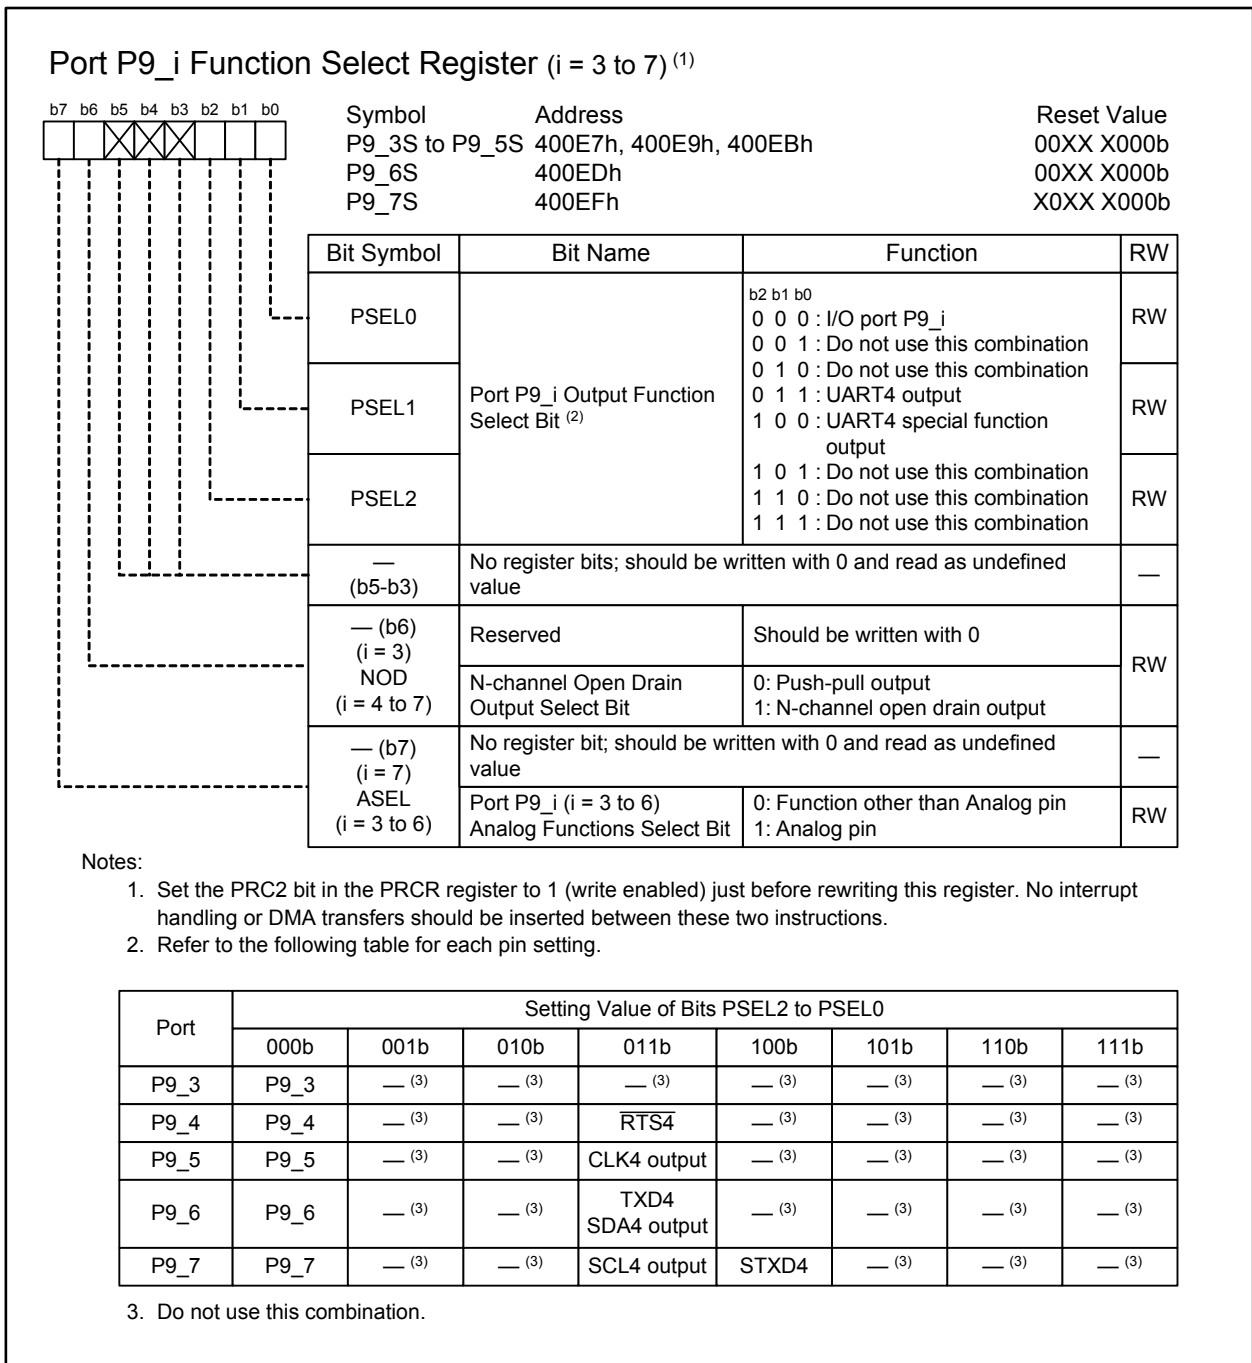 Port P9_i Function Select Register (i = 3 to 7) (1)
b7 b6 b5 b4 b3 b2 b1 b0
Symbol Address Reset Value
P9_3S to P9_5S 400E7h, 400E9h, 400EBh 00XX X000b
P9_6S 400EDh 00XX X000b
P9_7S 400EFh X0XX X000b
Bit Symbol Bit Name Function RW
PSEL0 RW
PSEL1 RW
PSEL2 RW
Port P9_i Output Function
Select Bit (2)
b2 b1 b0
0 0 0 : I/O port P9_i
0 0 1 : Do not use this combination
0 1 0 : Do not use this combination
0 1 1 : UART4 output
1 0 0 : UART4 special function
output
1 0 1 : Do not use this combination
1 1 0 : Do not use this combination
1 1 1 : Do not use this combination
—
(b5-b3)
No register bits; should be written with 0 and read as undefined
value
—
— (b6)
(i = 3)
NOD
(i = 4 to 7)
Reserved Should be written with 0
N-channel Open Drain
Output Select Bit
0: Push-pull output
1: N-channel open drain output
RW
— (b7)
(i = 7)
ASEL
(i = 3 to 6)
No register bit; should be written with 0 and read as undefined
value
—
Port P9_i (i = 3 to 6)
Analog Functions Select Bit
0: Function other than Analog pin
1: Analog pin
RW
Notes:
1. Set the PRC2 bit in the PRCR register to 1 (write enabled) just before rewriting this register. No interrupt
handling or DMA transfers should be inserted between these two instructions.
2. Refer to the following table for each pin setting.
Port Setting Value of Bits PSEL2 to PSEL0
000b 001b 010b 011b 100b 101b 110b 111b
P9_3 P9_3 — (3) — (3) — (3) — (3) — (3) — (3) — (3)
P9_4 P9_4 — (3) — (3) RTS4 — (3) — (3) — (3) — (3)
P9_5 P9_5 — (3) — (3) CLK4 output — (3) — (3) — (3) — (3)
P9_6 P9_6 — (3) — (3) TXD4
SDA4 output — (3) — (3) — (3) — (3)
P9_7 P9_7 — (3) — (3) SCL4 output STXD4 — (3) — (3) — (3)
3. Do not use this combination.